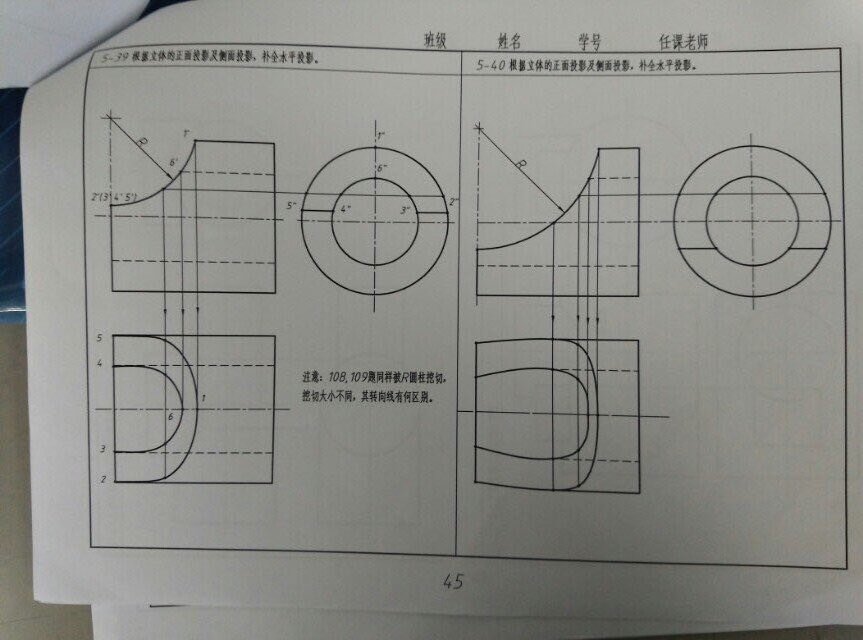 班级 姓名 学号 任课老师
5-39 根据立体的正面投影及侧面投影，补全水平投影。
5-40 根据立体的正面投影及侧面投影，补全水平投影。
R
1'
6'
2'(3' 4' 5')
1"
6"
5"
4"
3"
2"
R
5
4
6
1
3
2
注意：108,109题同样被R圆柱挖切，
挖切大小不同，其转向线有何区别。
45